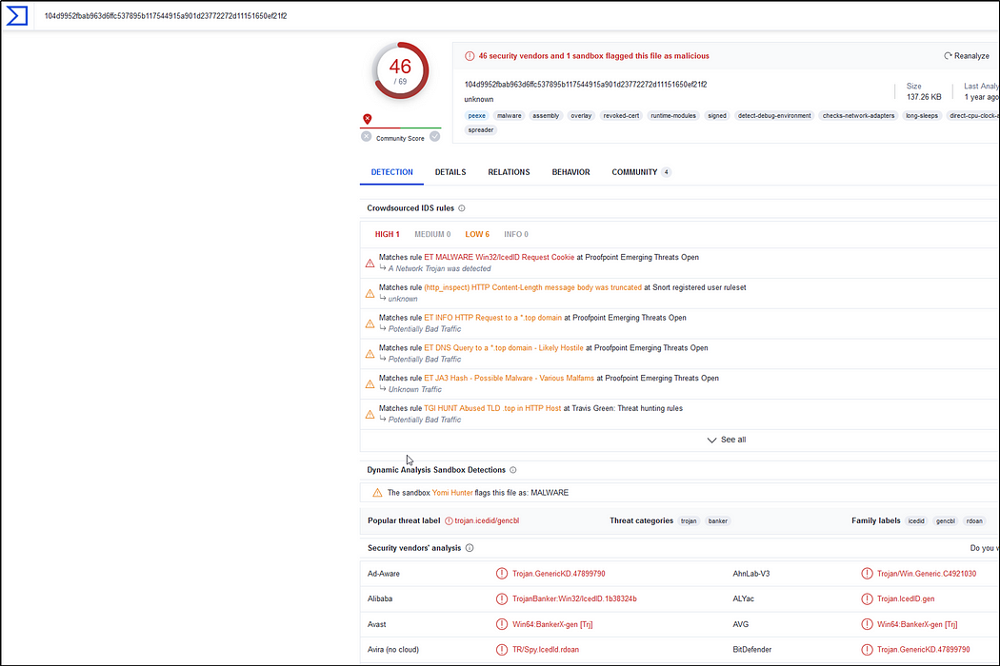 104d9952fbab963d6ffc537895b117544915a901d23772272d11151650ef21f2
46
/ 69
Community Score
46 security vendors and 1 sandbox flagged this file as malicious
Reanalyze
104d9952fbab963d6ffc537895b117544915a901d23772272d11151650ef21f2
unknown
Size
137.26 KB
Last Analy
1 year ago
peexe malware assembly overlay revoked-cert runtime-modules signed detect-debug-environment checks-network-adapters long-sleeps direct-cpu-clock-a
spreader
DETECTION DETAILS RELATIONS BEHAVIOR COMMUNITY 4
Crowdsourced IDS rules
HIGH 1 MEDIUM 0 LOW 6 INFO 0
Matches rule ET MALWARE Win32/IcedID Request Cookie at Proofpoint Emerging Threats Open
A Network Trojan was detected
Matches rule (http_inspect) HTTP Content-Length message body was truncated at Snort registered user ruleset
unknown
Matches rule ET INFO HTTP Request to a *.top domain at Proofpoint Emerging Threats Open
Potentially Bad Traffic
Matches rule ET DNS Query to a *.top domain - Likely Hostile at Proofpoint Emerging Threats Open
Potentially Bad Traffic
Matches rule ET JA3 Hash - Possible Malware - Various Malfams at Proofpoint Emerging Threats Open
Unknown Traffic
Matches rule TGI HUNT Abused TLD .top in HTTP Host at Travis Green: Threat hunting rules
Potentially Bad Traffic
See all
Dynamic Analysis Sandbox Detections
The sandbox Yomi Hunter flags this file as: MALWARE
Popular threat label trojan.icedid/gencbl Threat categories trojan banker Family labels icedid gencbl rdoan
Security vendors' analysis Do you w
Ad-Aware Trojan.GenericKD.47899790 AhnLab-V3 Trojan/Win.Generic.C4921030
Alibaba TrojanBanker:Win32/IcedID.1b38324b ALYac Trojan.IcedID.gen
Avast Win64:BankerX-gen [Trj] AVG Win64:BankerX-gen [Trj]
Avira (no cloud) TR/Spy.IcedId.rdoan BitDefender Trojan.GenericKD.47899790